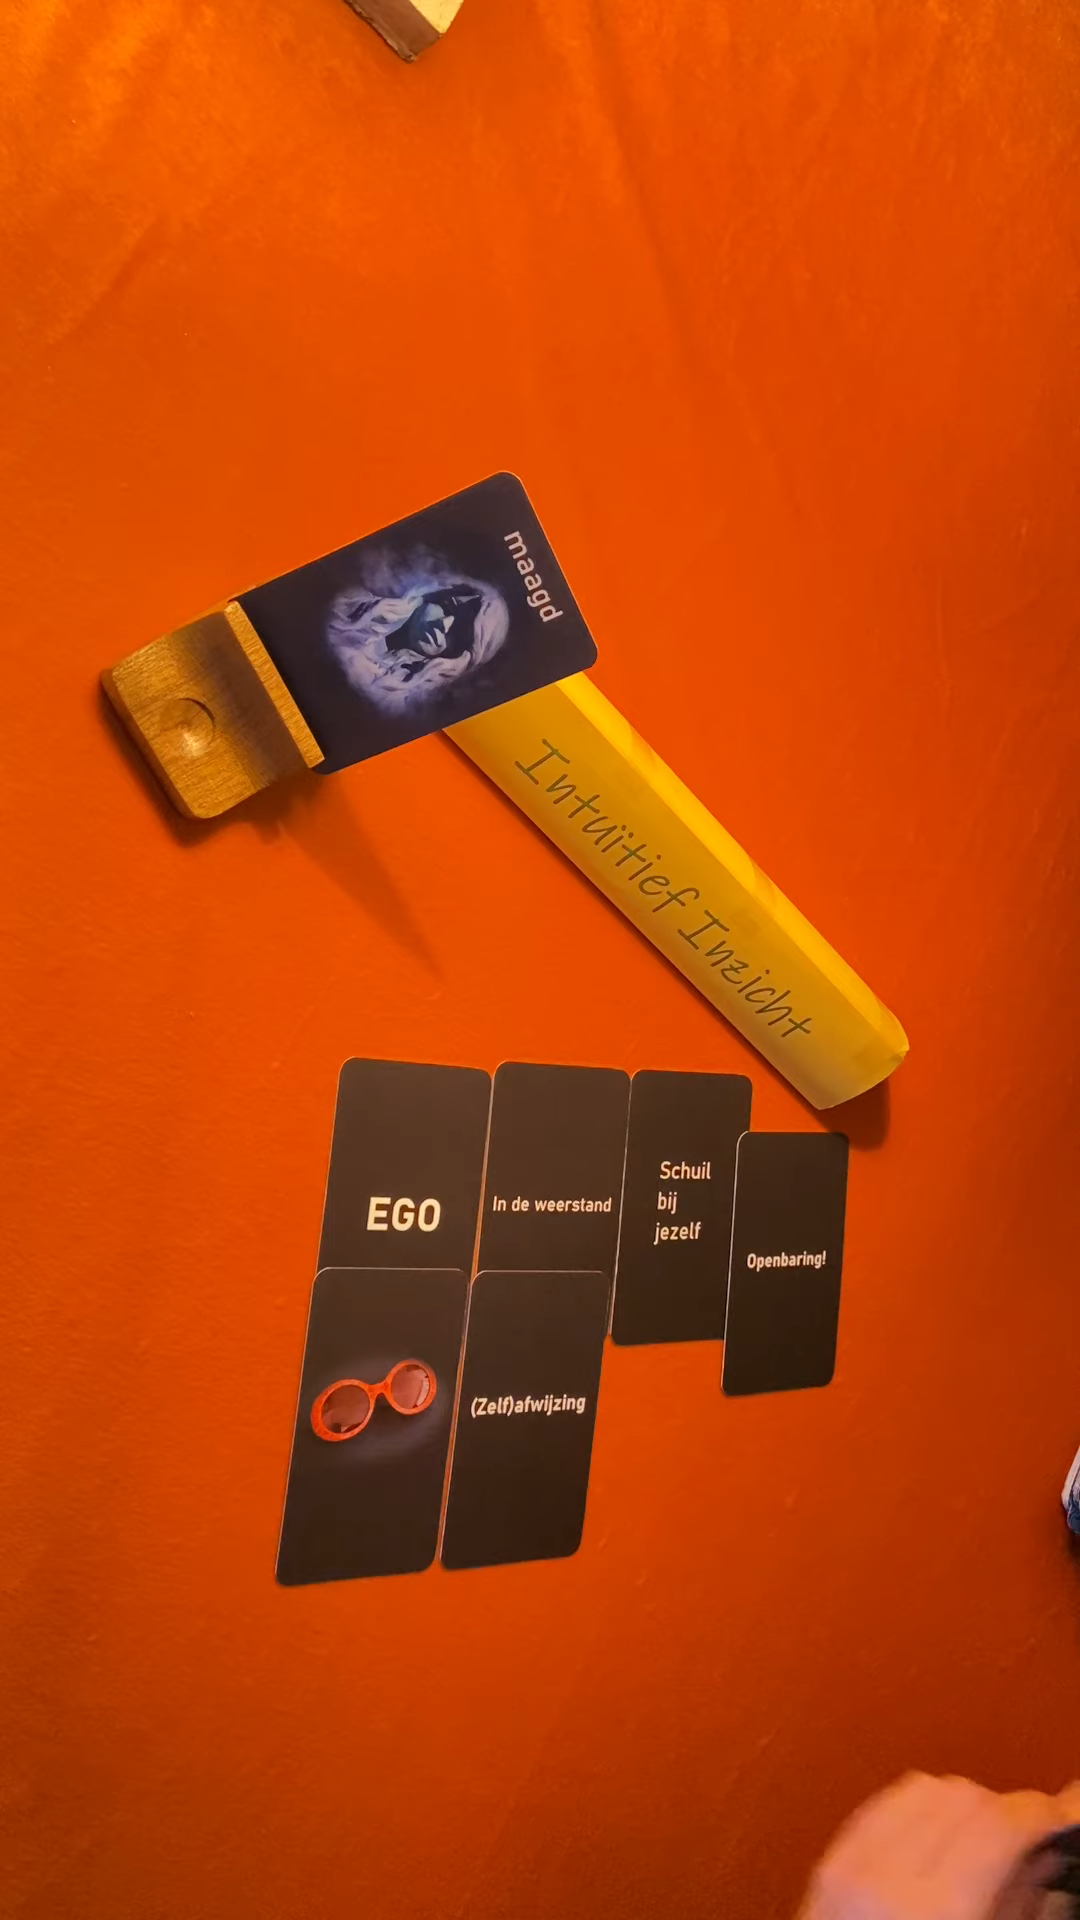 maagd
Intuïtief Inzicht
EGO
In de weerstand
Schuil
bij
jezelf
Openbaring!
(Zelf)afwijzing